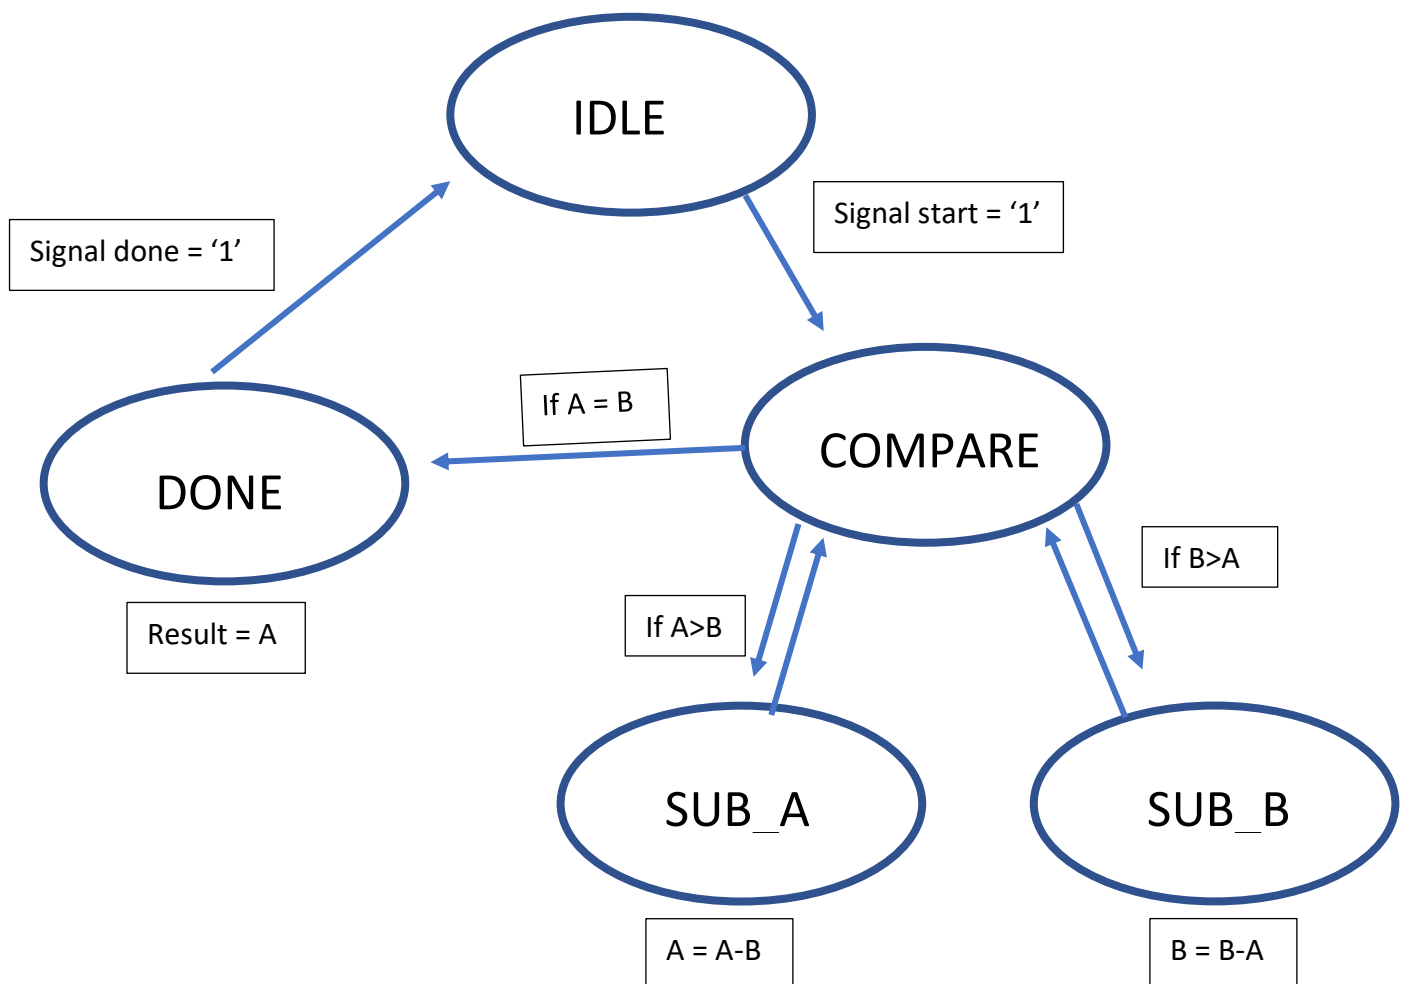 IDLE
Signal start = ‘1’
Signal done = ‘1’
If A = B
COMPARE
DONE
If B>A
If A>B
Result = A
SUB_A
SUB_B
A = A-B
B = B-A